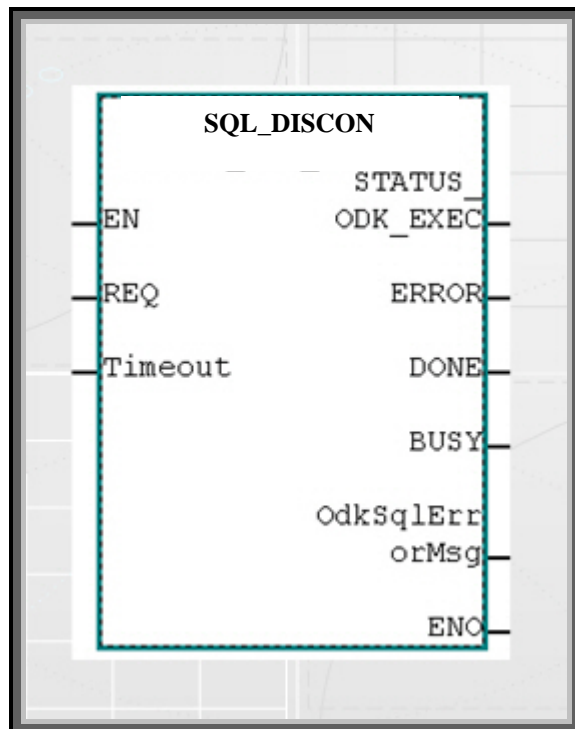 SQL_DISCON
STATUS_
EN ODK_EXEC
REQ ERROR
Timeout DONE
BUSY
OdkSqlErr
orMsg
ENO